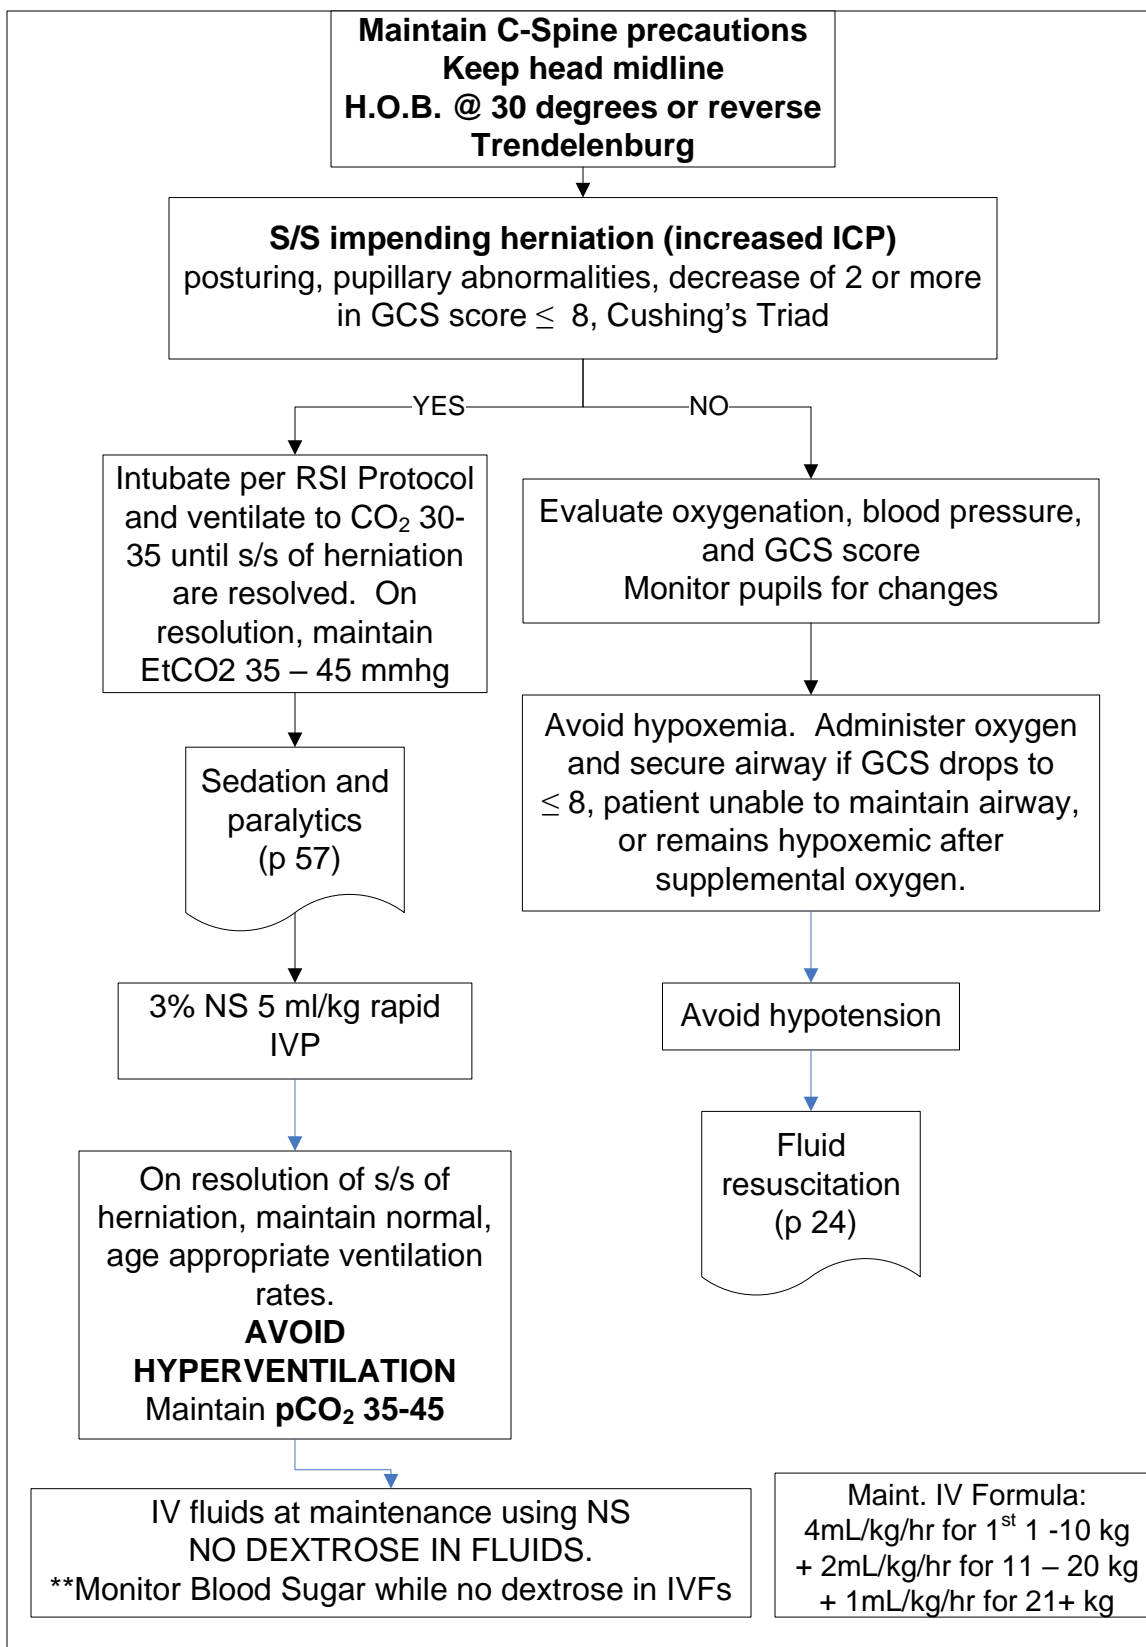 Maintain C-Spine precautions
Keep head midline
H.O.B. @ 30 degrees or reverse
Trendelenburg
S/S impending herniation (increased ICP)
posturing, pupillary abnormalities, decrease of 2 or more
in GCS score ≤ 8, Cushing's Triad
YES
NO
Intubate per RSI Protocol
and ventilate to CO₂ 30-
35 until s/s of herniation
are resolved. On
resolution, maintain
EtCO2 35 – 45 mmhg
Sedation and
paralytics
(p 57)
3% NS 5 ml/kg rapid
IVP
On resolution of s/s of
herniation, maintain normal,
age appropriate ventilation
rates.
AVOID
HYPERVENTILATION
Maintain pCO₂ 35-45
Evaluate oxygenation, blood pressure,
and GCS score
Monitor pupils for changes
Avoid hypoxemia. Administer oxygen
and secure airway if GCS drops to
≤ 8, patient unable to maintain airway,
or remains hypoxemic after
supplemental oxygen.
Avoid hypotension
Fluid
resuscitation
(p 24)
IV fluids at maintenance using NS
NO DEXTROSE IN FLUIDS.
**Monitor Blood Sugar while no dextrose in IVFs
Maint. IV Formula:
4mL/kg/hr for 1st 1 -10 kg
+ 2mL/kg/hr for 11 – 20 kg
+ 1mL/kg/hr for 21+ kg